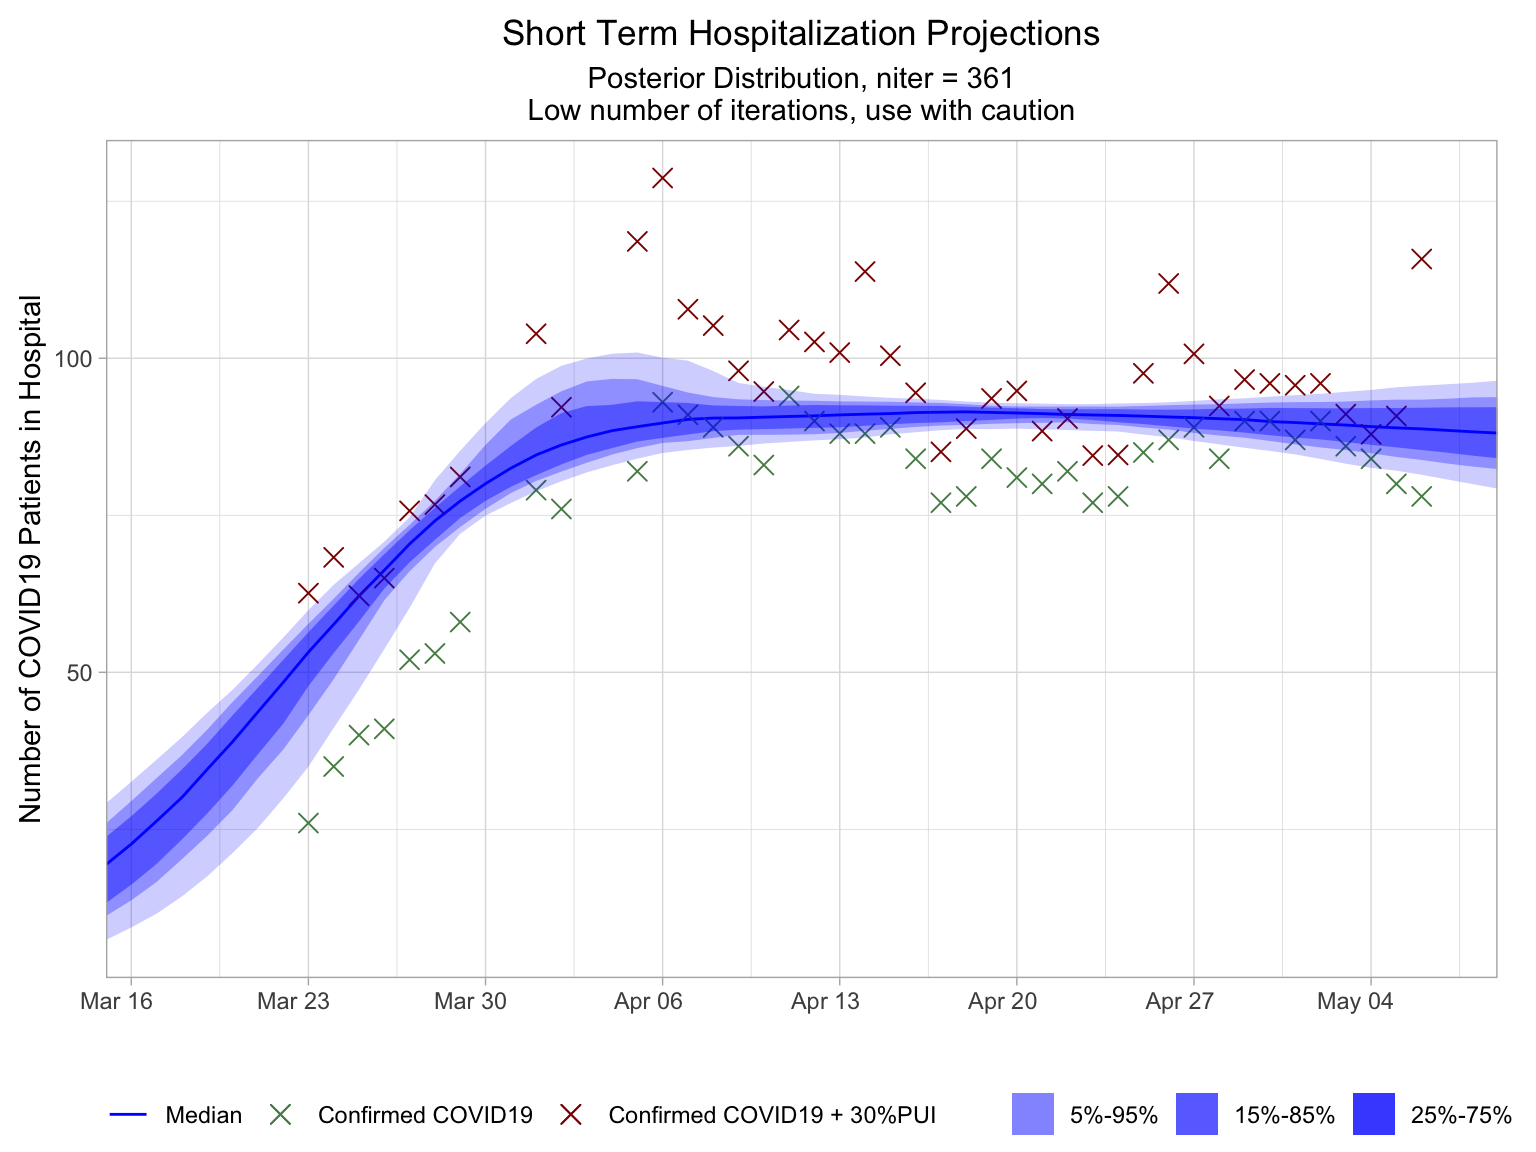 Short Term Hospitalization Projections
Posterior Distribution, niter = 361
Low number of iterations, use with caution
Number of COVID19 Patients in Hospital
100
50
Mar 16
Mar 23
Mar 30
Apr 06
Apr 13
Apr 20
Apr 27
May 04
Median
Confirmed COVID19
Confirmed COVID19 + 30%PUI
5%-95%
15%-85%
25%-75%